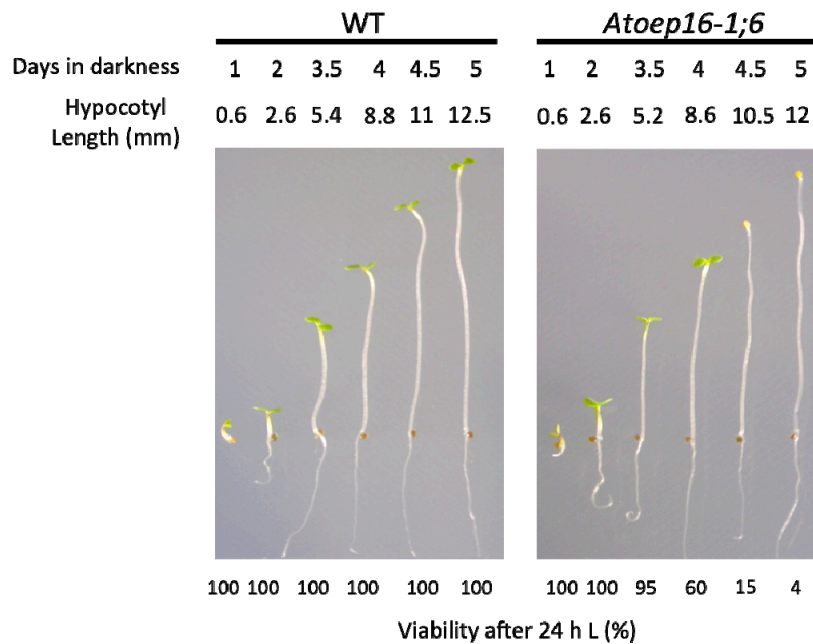 WT Atoep16-1;6
Days in darkness 1 2 3.5 4 4.5 5 1 2 3.5 4 4.5 5
Hypocotyl
Length (mm) 0.6 2.6 5.4 8.8 11 12.5 0.6 2.6 5.2 8.6 10.5 12
100 100 100 100 100 100 100 100 95 60 15 4
Viability after 24 h L (%)